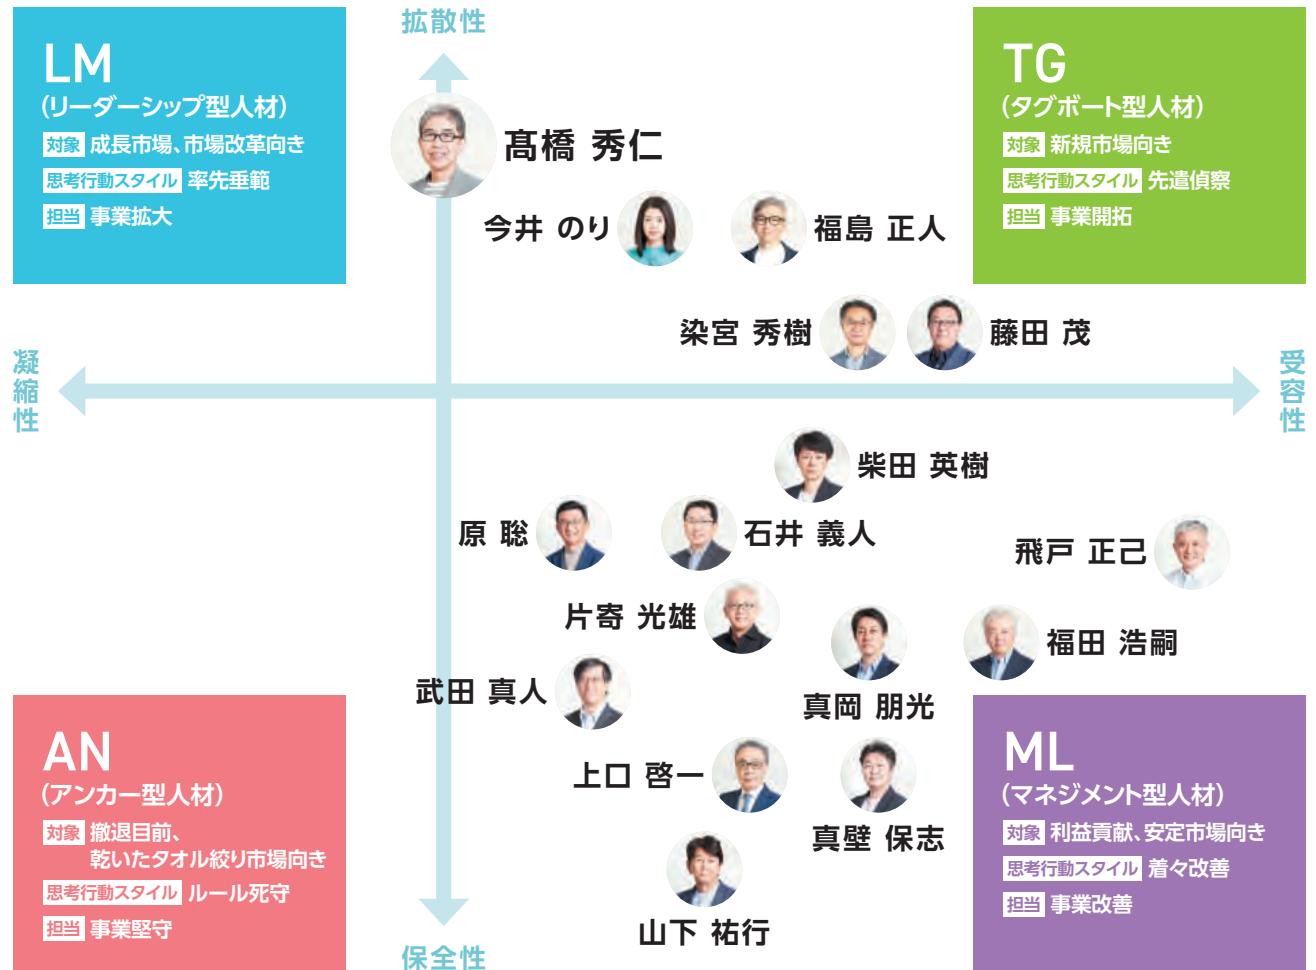 拡散性
LM
(リーダーシップ型人材)
対象 成長市場、市場改革向き
思考行動スタイル 率先垂範
担当 事業拡大
TG
(タグボート型人材)
対象 新規市場向き
思考行動スタイル 先遣偵察
担当 事業開拓
髙橋 秀仁
今井 のり
福島 正人
染宮 秀樹
藤田 茂
凝縮性
受容性
柴田 英樹
原 聡
石井 義人
飛戸 正己
片寄 光雄
福田 浩嗣
武田 真人
真岡 朋光
上口 啓一
真壁 保志
山下 祐行
AN
(アンカー型人材)
対象 撤退目前、
乾いたタオル絞り市場向き
思考行動スタイル ルール死守
担当 事業堅守
ML
(マネジメント型人材)
対象 利益貢献、安定市場向き
思考行動スタイル 着々改善
担当 事業改善
保全性